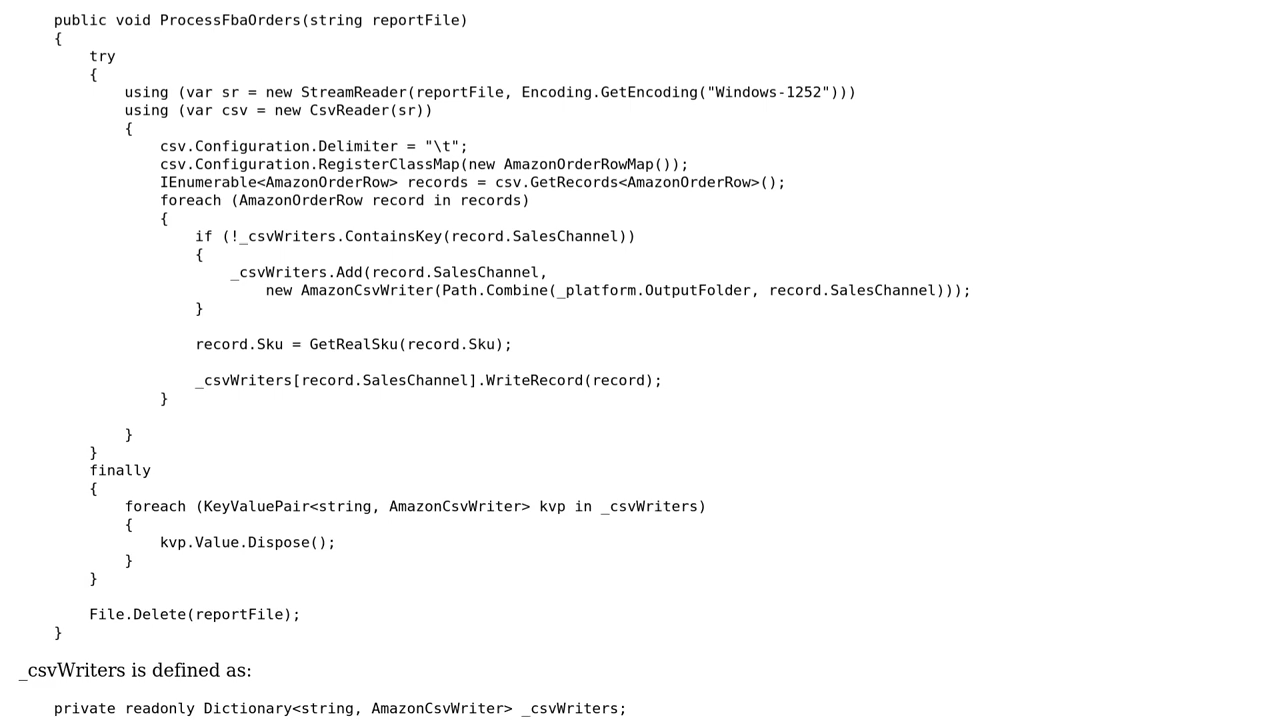 public void ProcessFbaOrders(string reportFile)
{
    try
    {
        using (var sr = new StreamReader(reportFile, Encoding.GetEncoding("Windows-1252")))
        using (var csv = new CsvReader(sr))
        {
            csv.Configuration.Delimiter = "\t";
            csv.Configuration.RegisterClassMap(new AmazonOrderRowMap());
            IEnumerable<AmazonOrderRow> records = csv.GetRecords<AmazonOrderRow>();
            foreach (AmazonOrderRow record in records)
            {
                if (!_csvWriters.ContainsKey(record.SalesChannel))
                {
                    _csvWriters.Add(record.SalesChannel,
                        new AmazonCsvWriter(Path.Combine(_platform.OutputFolder, record.SalesChannel)));
                }

                record.Sku = GetRealSku(record.Sku);

                _csvWriters[record.SalesChannel].WriteRecord(record);
            }

        }
    }
    finally
    {
        foreach (KeyValuePair<string, AmazonCsvWriter> kvp in _csvWriters)
        {
            kvp.Value.Dispose();
        }
    }

    File.Delete(reportFile);
}
_csvWriters is defined as:
private readonly Dictionary<string, AmazonCsvWriter> _csvWriters;